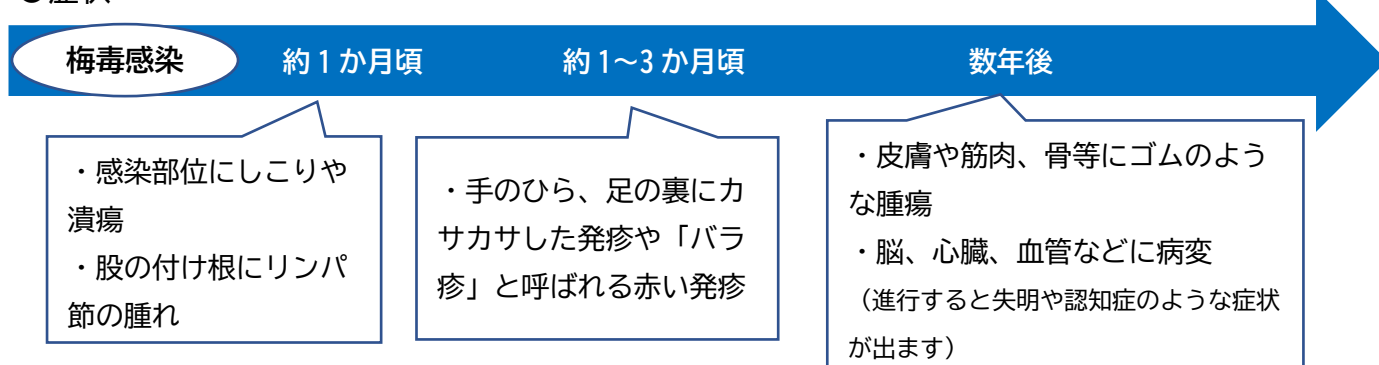 梅毒感染
約1か月頃
約1~3か月頃
数年後
・感染部位にしこりや
潰瘍
・股の付け根にリンパ
節の腫れ
・手のひら、足の裏にカ
サカサした発疹や「バラ
疹」と呼ばれる赤い発疹
・皮膚や筋肉、骨等にゴムのよう
な腫瘍
・脳、心臓、血管などに病変
（進行すると失明や認知症のような症状
が出ます）